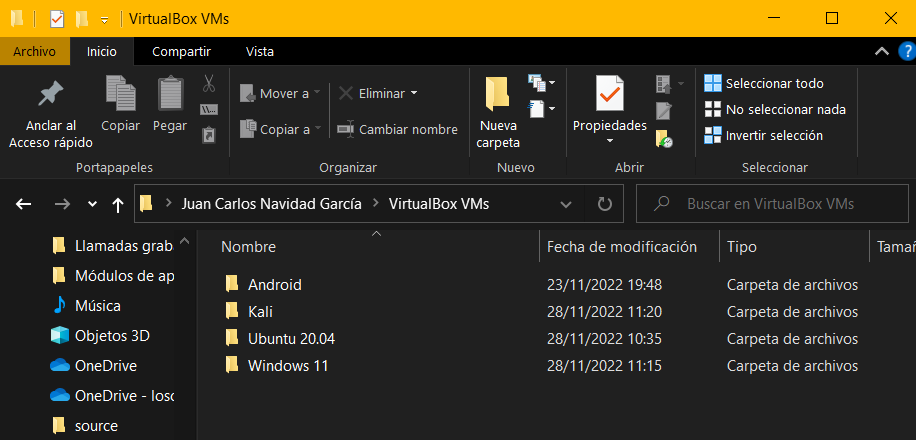 VirtualBox VMs
Archivo Inicio Compartir Vista
Anclar al Acceso rápido
Copiar
Pegar
Mover a
Copiar a
Eliminar
Cambiar nombre
Nueva carpeta
Propiedades
Seleccionar todo
No seleccionar nada
Invertir selección
Portapapeles Organizar Nuevo Abrir Seleccionar
Juan Carlos Navidad García VirtualBox VMs Buscar en VirtualBox VMs
Llamadas grab
Módulos de ap
Música
Objetos 3D
OneDrive
OneDrive - losc
source
Nombre Fecha de modificación Tipo Tamañ
Android 23/11/2022 19:48 Carpeta de archivos
Kali 28/11/2022 11:20 Carpeta de archivos
Ubuntu 20.04 28/11/2022 10:35 Carpeta de archivos
Windows 11 28/11/2022 11:15 Carpeta de archivos